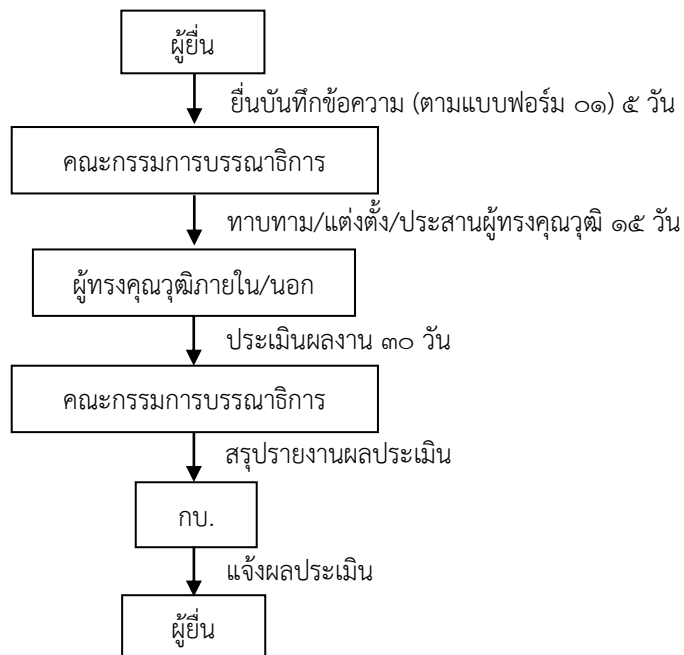 ผู้ยื่น
ยื่นบันทึกข้อความ (ตามแบบฟอร์ม ๐๑) ๕ วัน
คณะกรรมการบรรณาธิการ
ทาบทาม/แต่งตั้ง/ประสานผู้ทรงคุณวุฒิ ๑๕ วัน
ผู้ทรงคุณวุฒิภายใน/นอก
ประเมินผลงาน ๓๐ วัน
คณะกรรมการบรรณาธิการ
สรุปรายงานผลประเมิน
กบ.
แจ้งผลประเมิน
ผู้ยื่น